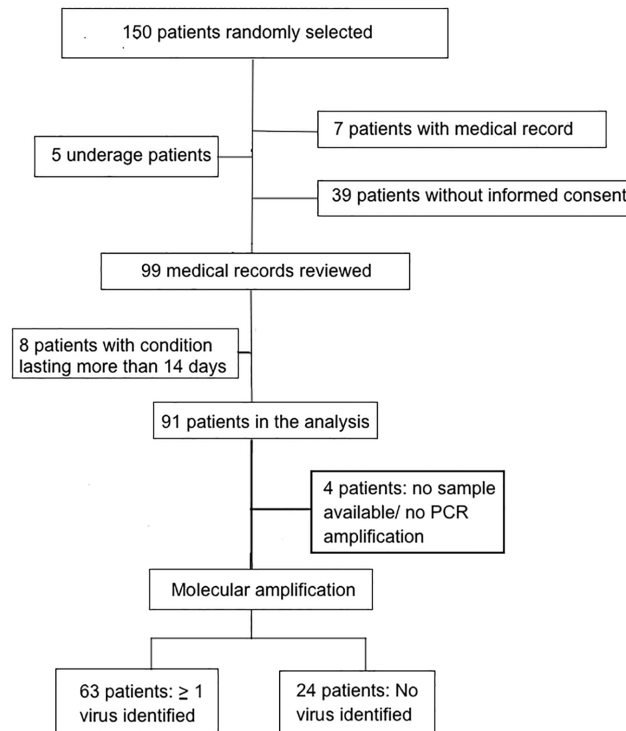 150 patients randomly selected
7 patients with medical record
5 underage patients
39 patients without informed consent
99 medical records reviewed
8 patients with condition
lasting more than 14 days
91 patients in the analysis
4 patients: no sample
available/ no PCR
amplification
Molecular amplification
63 patients: ≥ 1
virus identified
24 patients: No
virus identified